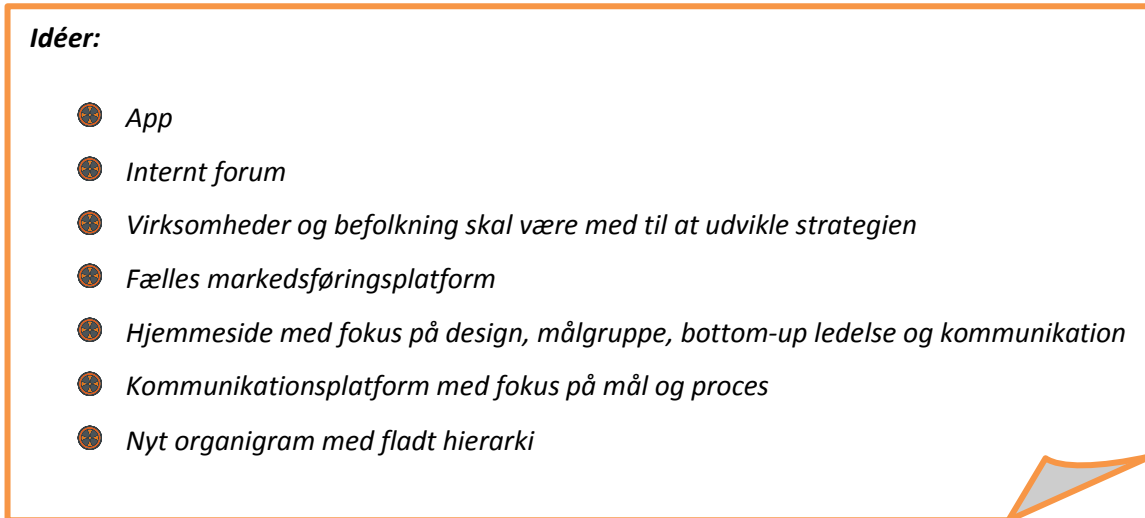 Idéer:
App
Internt forum
Virksomheder og befolkning skal være med til at udvikle strategien
Fælles markedsføringsplatform
Hjemmeside med fokus på design, målgruppe, bottom-up ledelse og kommunikation
Kommunikationsplatform med fokus på mål og proces
Nyt organigram med fladt hierarki